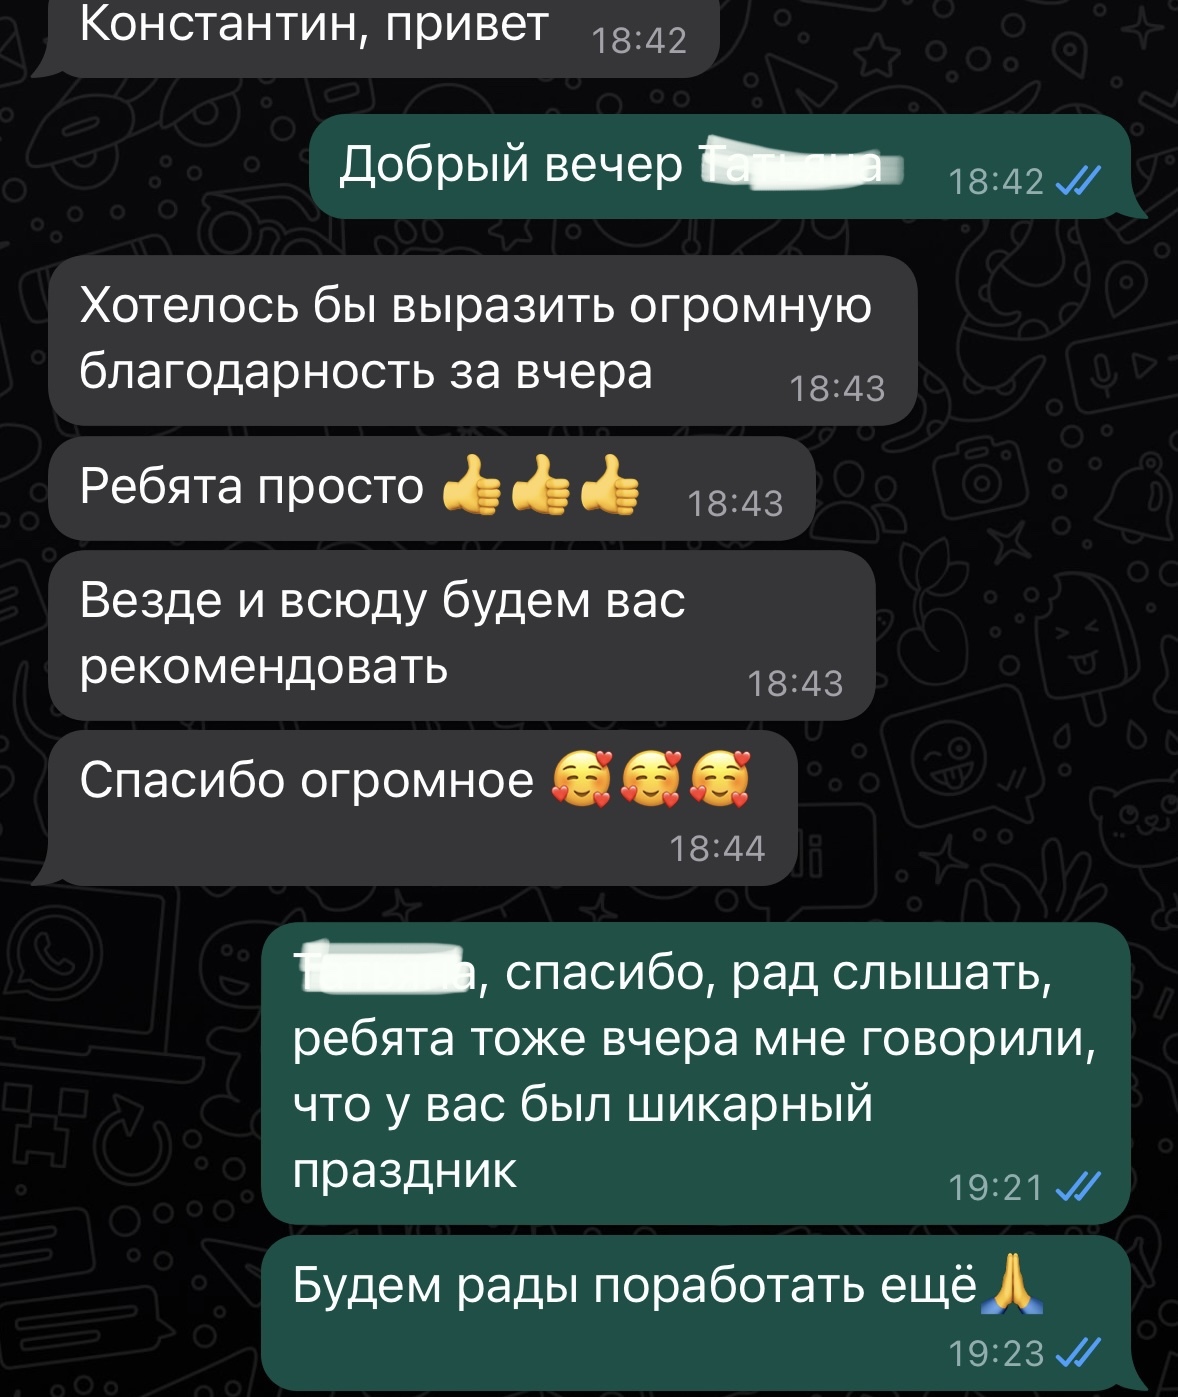 Константин, привет 18:42
Добрый вечер 18:42
Хотелось бы выразить огромную
благодарность за вчера 18:43
Ребята просто 👍👍👍 18:43
Везде и всюду будем вас
рекомендовать 18:43
Спасибо огромное 🥰🥰🥰
18:44
спасибо, рад слышать,
ребята тоже вчера мне говорили,
что у вас был шикарный
праздник 19:21
Будем рады поработать ещё🙏
19:23